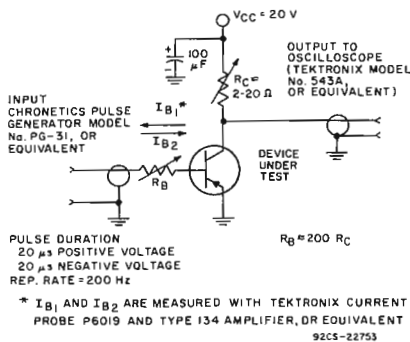 VCC = 20 V
100
μF
+
-
RC =
2-20 Ω
OUTPUT TO
OSCILLOSCOPE
(TEKTRONIX MODEL
No. 543A,
OR EQUIVALENT)
INPUT
CHRONETICS PULSE
GENERATOR MODEL
No. PG-31, OR
EQUIVALENT
IB1*
IB2
RB
DEVICE
UNDER
TEST
PULSE DURATION
20 μs POSITIVE VOLTAGE
20 μs NEGATIVE VOLTAGE
REP. RATE = 200 Hz
RB ≈ 200 RC
* IB1 AND IB2 ARE MEASURED WITH TEKTRONIX CURRENT
PROBE P6019 AND TYPE 134 AMPLIFIER, OR EQUIVALENT
92CS-22753